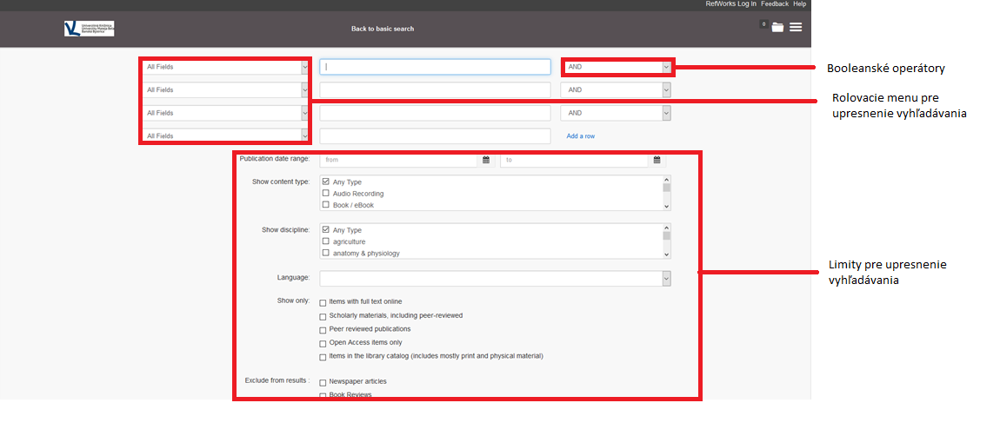 RefWorks Log In Feedback Help
Univerzitná knižnica
Univerzity Mateja Bela
Banská Bystrica
Back to basic search
0
All Fields AND Booleanské operátory
All Fields AND Rolovacie menu pre
upresnenie vyhľadávania
All Fields AND
All Fields Add a row
Publication date range: from to
Show content type: Any Type
Audio Recording
Book / eBook
Show discipline: Any Type
agriculture
anatomy & physiology
Limity pre upresnenie
vyhľadávania
Language:
Show only: Items with full text online
Scholarly materials, including peer-reviewed
Peer reviewed publications
Open Access items only
Items in the library catalog (includes mostly print and physical material)
Exclude from results : Newspaper articles
Book Reviews